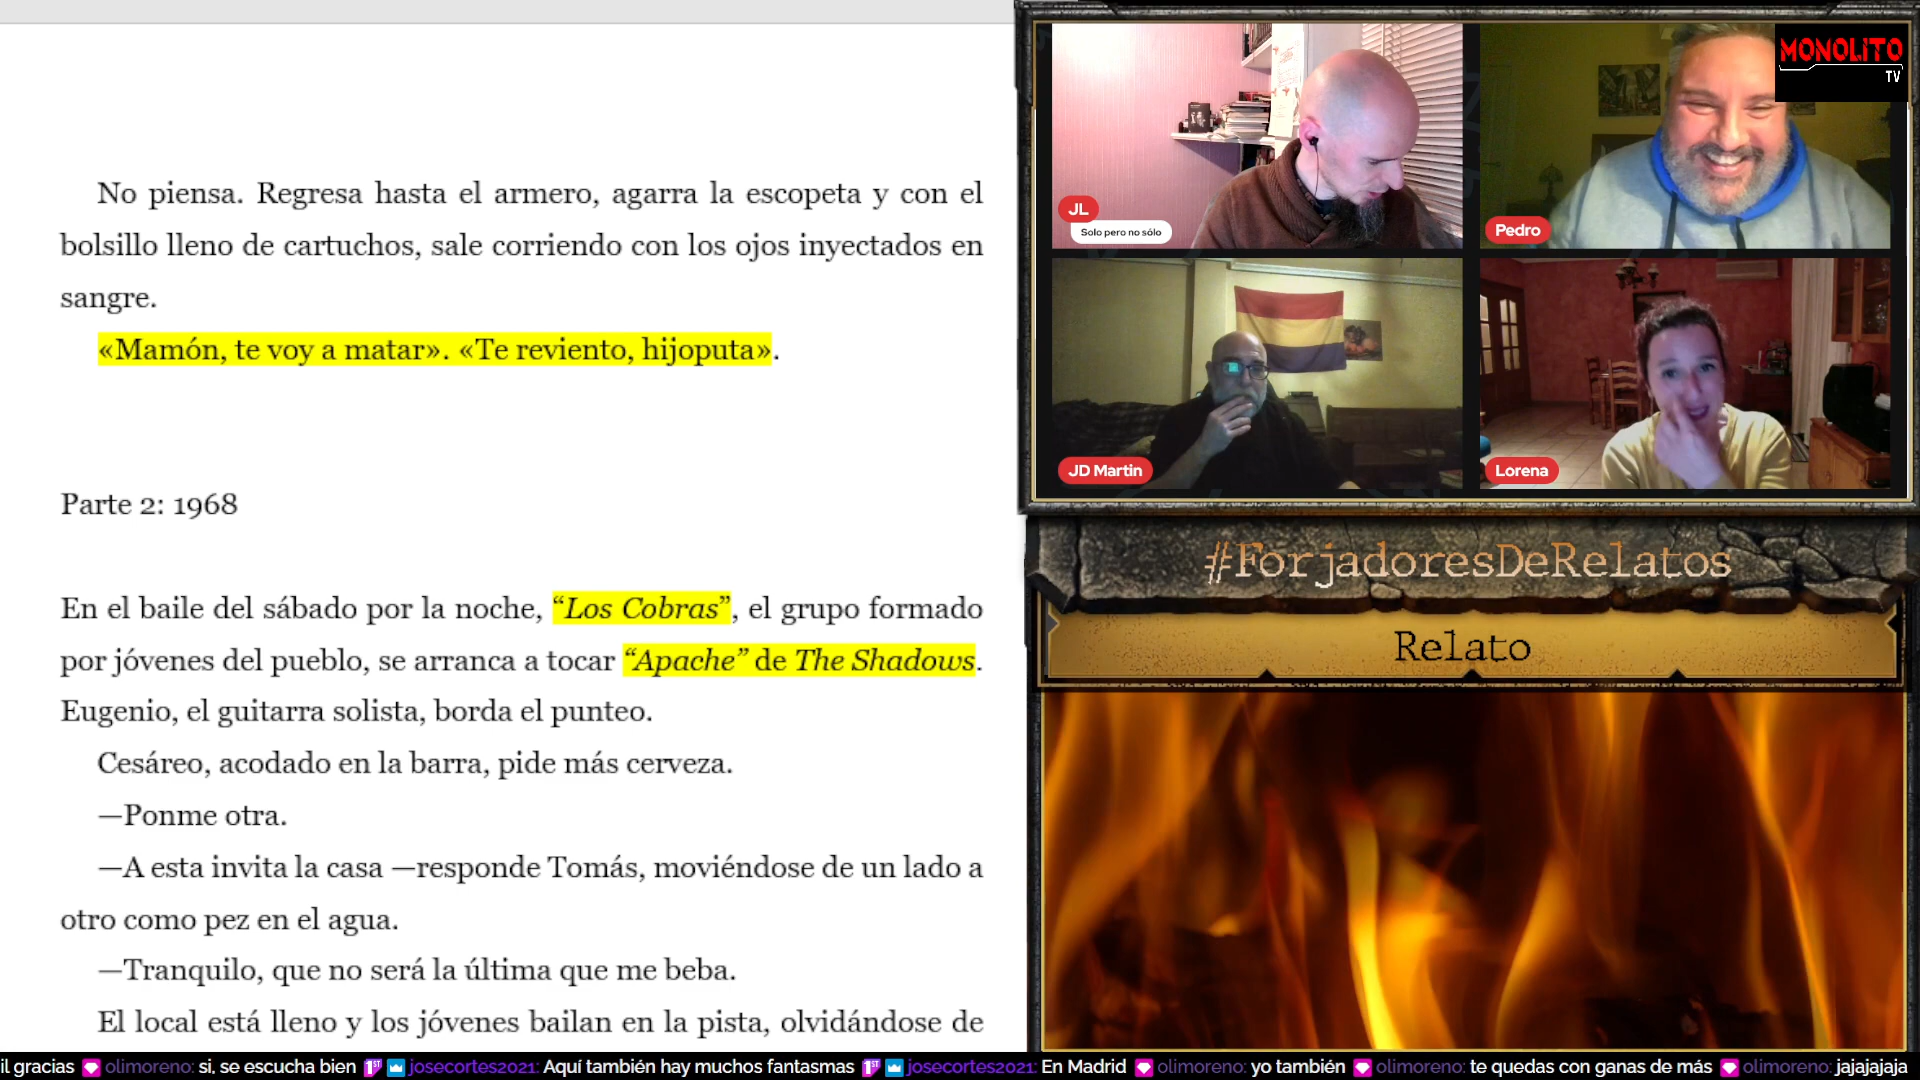 No piensa. Regresa hasta el armero, agarra la escopeta y con el
bolsillo lleno de cartuchos, sale corriendo con los ojos inyectados en
sangre.
«Mamón, te voy a matar». «Te reviento, hijoputa».
Parte 2: 1968
En el baile del sábado por la noche, “Los Cobras”, el grupo formado
por jóvenes del pueblo, se arranca a tocar “Apache” de The Shadows.
Eugenio, el guitarra solista, borda el punteo.
Cesáreo, acodado en la barra, pide más cerveza.
—Ponme otra.
—A esta invita la casa —responde Tomás, moviéndose de un lado a
otro como pez en el agua.
—Tranquilo, que no será la última que me beba.
El local está lleno y los jóvenes bailan en la pista, olvidándose de
MONOLITO
TV
JL
Solo pero no sólo
Pedro
JD Martin
Lorena
#ForjadoresDeRelatos
Relato
il gracias olimoreno: si, se escucha bien 1ST josecortes2021: Aquí también hay muchos fantasmas 1ST josecortes2021: En Madrid olimoreno: yo también olimoreno: te quedas con ganas de más olimoreno: jajajajaja